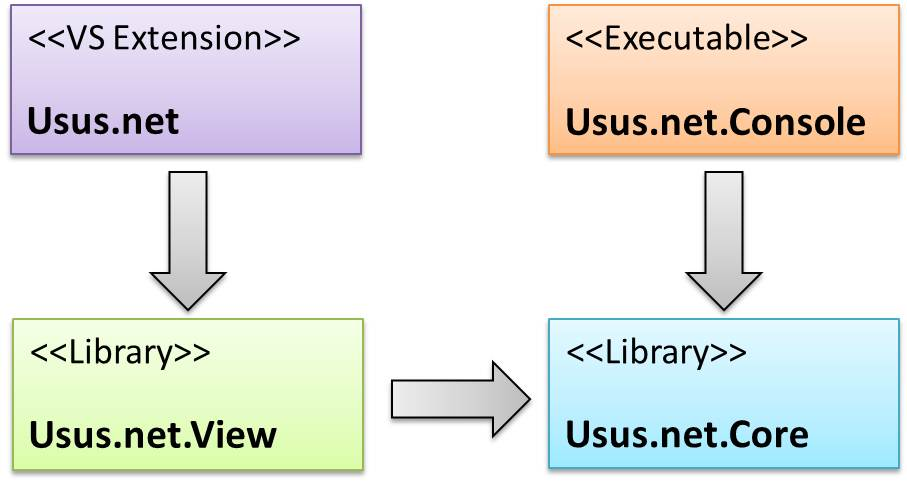 <<VS Extension>>
Usus.net
<<Executable>>
Usus.net.Console
<<Library>>
Usus.net.View
<<Library>>
Usus.net.Core